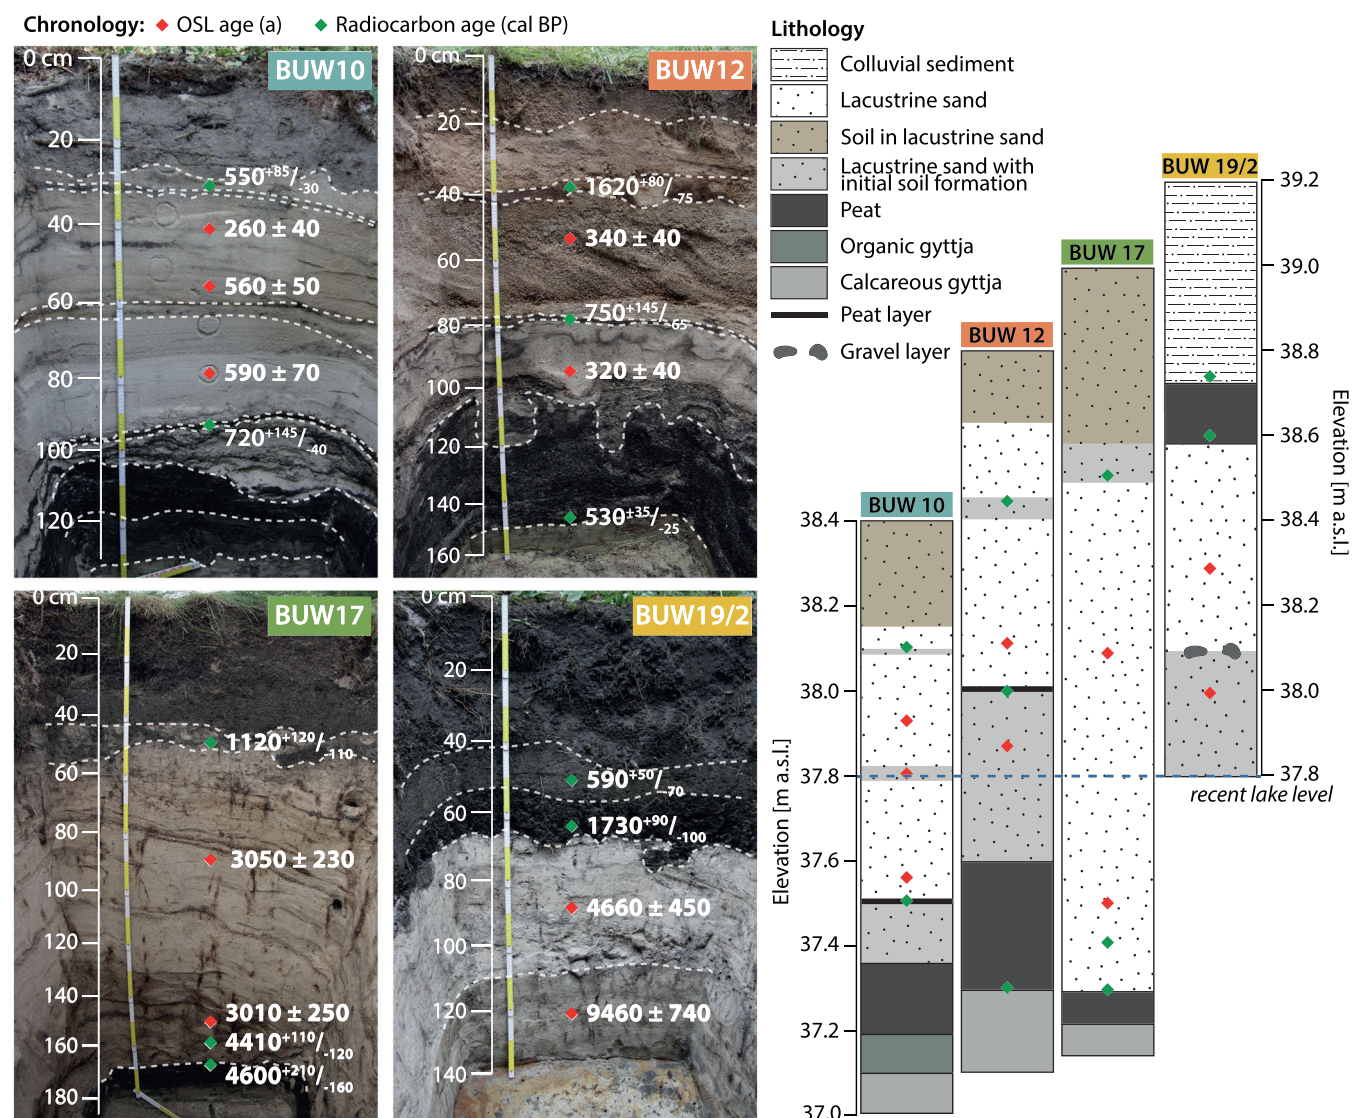 Chronology: OSL age (a) Radiocarbon age (cal BP)
0 cm
20
40
60
80
100
120
BUW10
550+85/-30
260 ± 40
560 ± 50
590 ± 70
720+145/-40
0 cm
20
40
60
80
100
120
140
160
BUW12
1620+80/-75
340 ± 40
750+145/-65
320 ± 40
530+35/-25
0 cm
20
40
60
80
100
120
140
160
180
BUW17
1120+120/-110
3050 ± 230
3010 ± 250
4410+110/-120
4600+210/-160
0 cm
20
40
60
80
100
120
140
BUW19/2
590+50/-70
1730+90/-100
4660 ± 450
9460 ± 740
Lithology
Colluvial sediment
Lacustrine sand
Soil in lacustrine sand
Lacustrine sand with
initial soil formation
Peat
Organic gyttja
Calcareous gyttja
Peat layer
Gravel layer
BUW 10
BUW 12
BUW 17
BUW 19/2
38.4
38.2
38.0
37.8
37.6
37.4
37.2
37.0
Elevation [m a.s.l.]
39.2
39.0
38.8
38.6
38.4
38.2
38.0
37.8
Elevation [m a.s.l.]
recent lake level